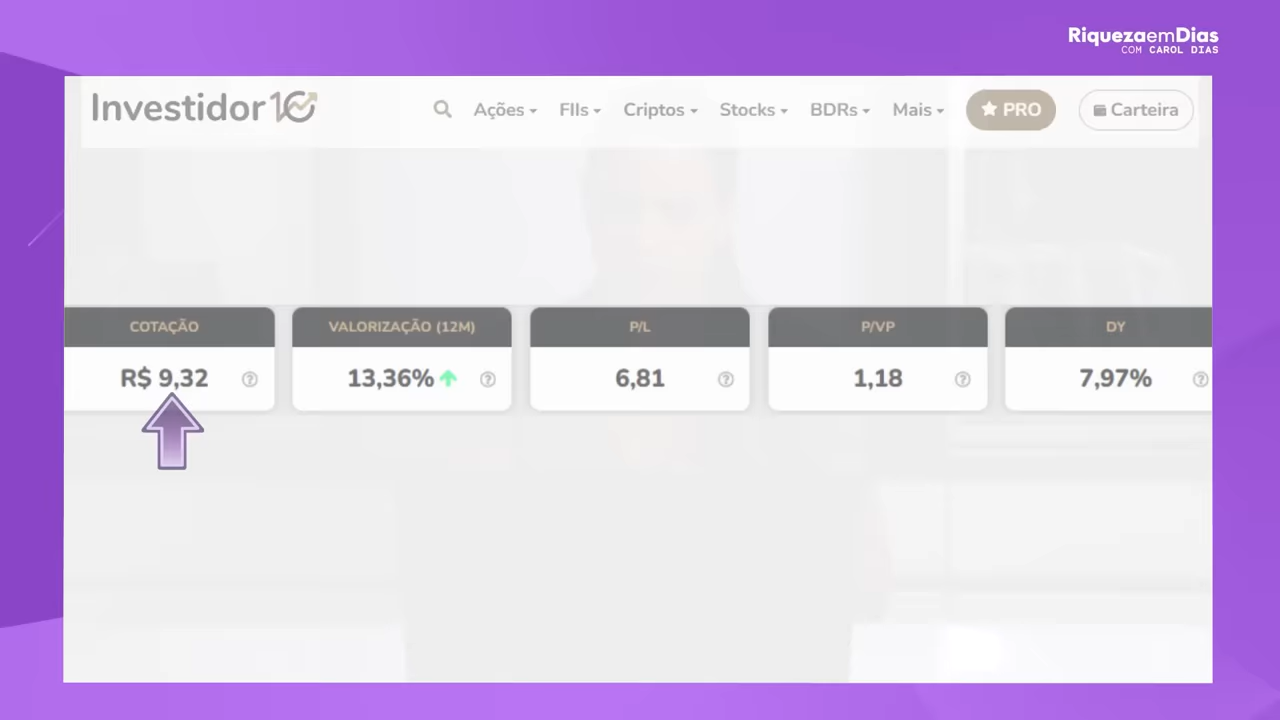 RiquezaemDias
COM CAROL DIAS
Investidor10
Ações FIIs Criptos Stocks BDRs Mais PRO Carteira
COTAÇÃO VALORIZAÇÃO (12M) P/L P/VP DY
R$ 9,32 13,36% 6,81 1,18 7,97%